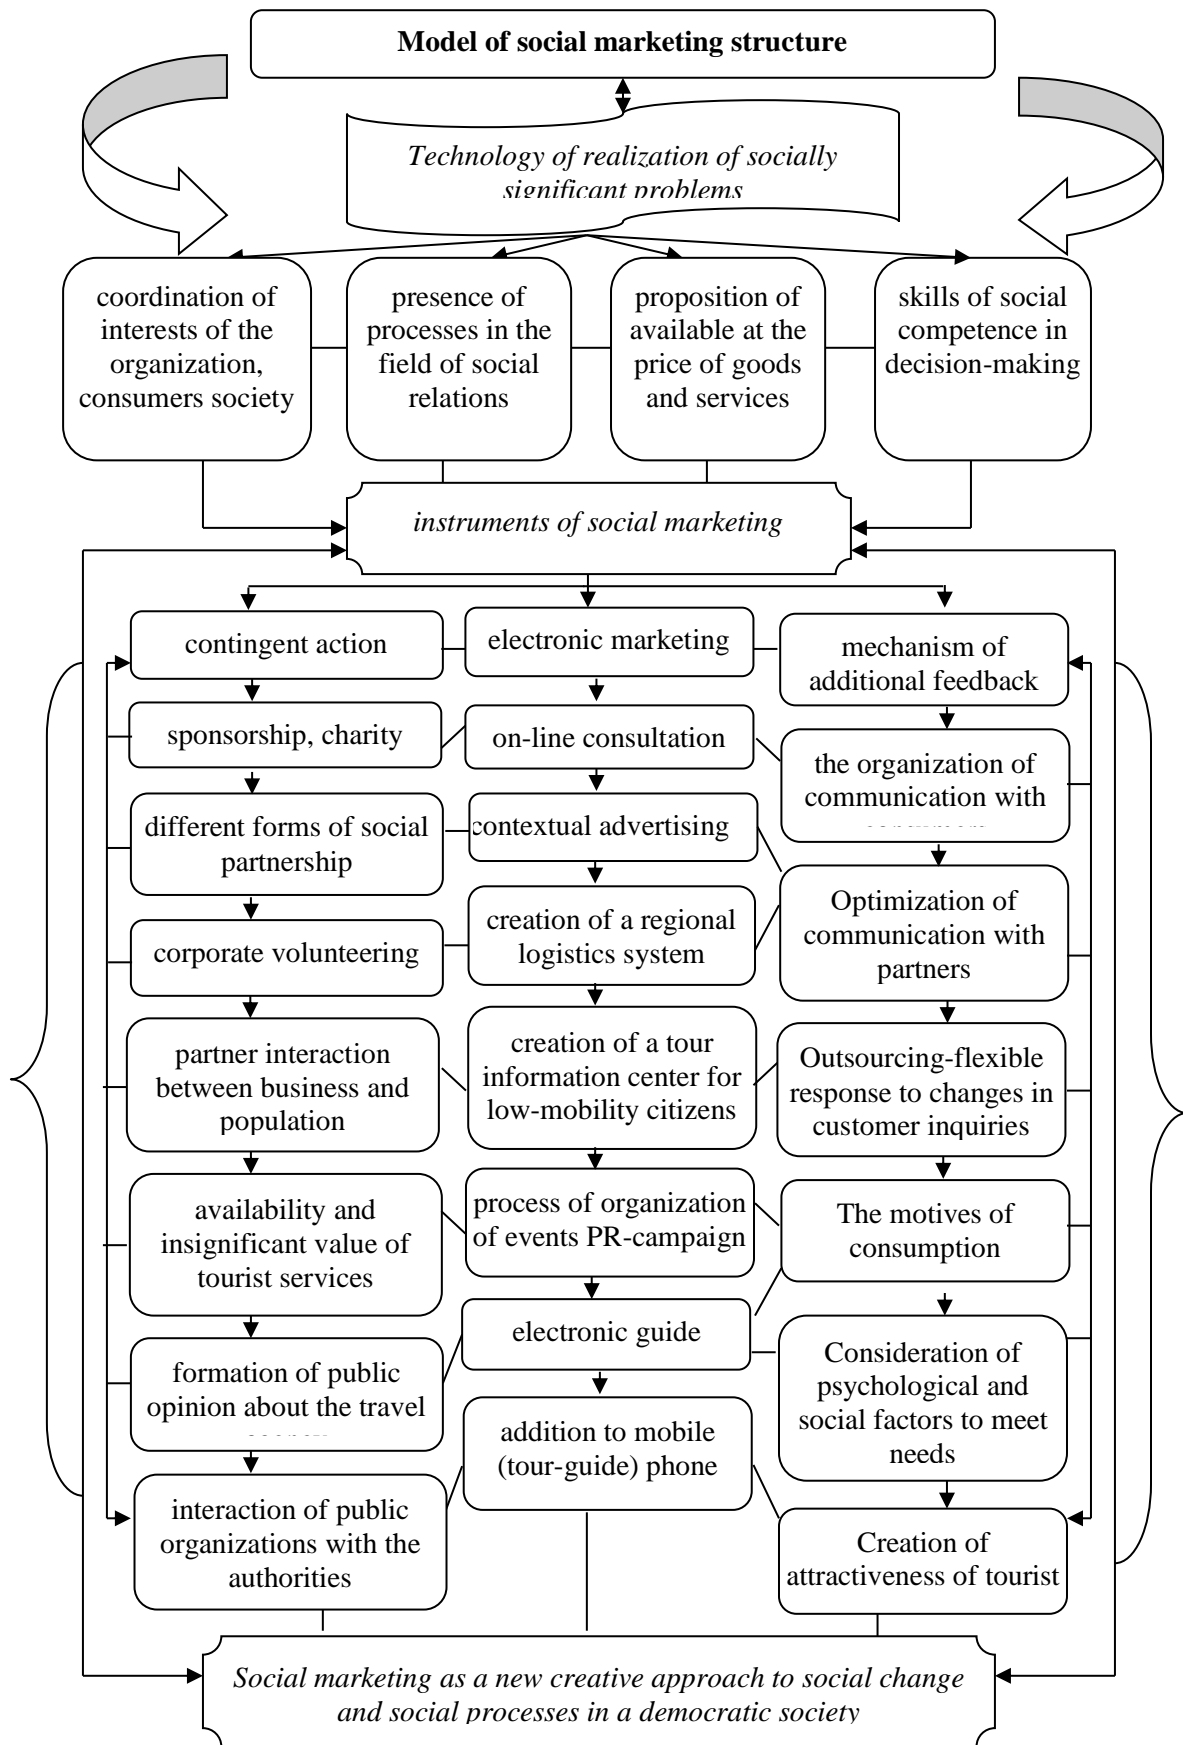 Model of social marketing structure
Technology of realization of socially
significant problems
coordination of
interests of the
organization,
consumers society
presence of
processes in the
field of social
relations
proposition of
available at the
price of goods
and services
skills of social
competence in
decision-making
instruments of social marketing
contingent action
sponsorship, charity
different forms of social
partnership
corporate volunteering
partner interaction
between business and
population
availability and
insignificant value of
tourist services
formation of public
opinion about the travel
interaction of public
organizations with the
authorities
electronic marketing
on-line consultation
contextual advertising
creation of a regional
logistics system
creation of a tour
information center for
low-mobility citizens
process of organization
of events PR-campaign
electronic guide
addition to mobile
(tour-guide) phone
mechanism of
additional feedback
the organization of
communication with
Optimization of
communication with
partners
Outsourcing-flexible
response to changes in
customer inquiries
The motives of
consumption
Consideration of
psychological and
social factors to meet
needs
Creation of
attractiveness of tourist
Social marketing as a new creative approach to social change
and social processes in a democratic society